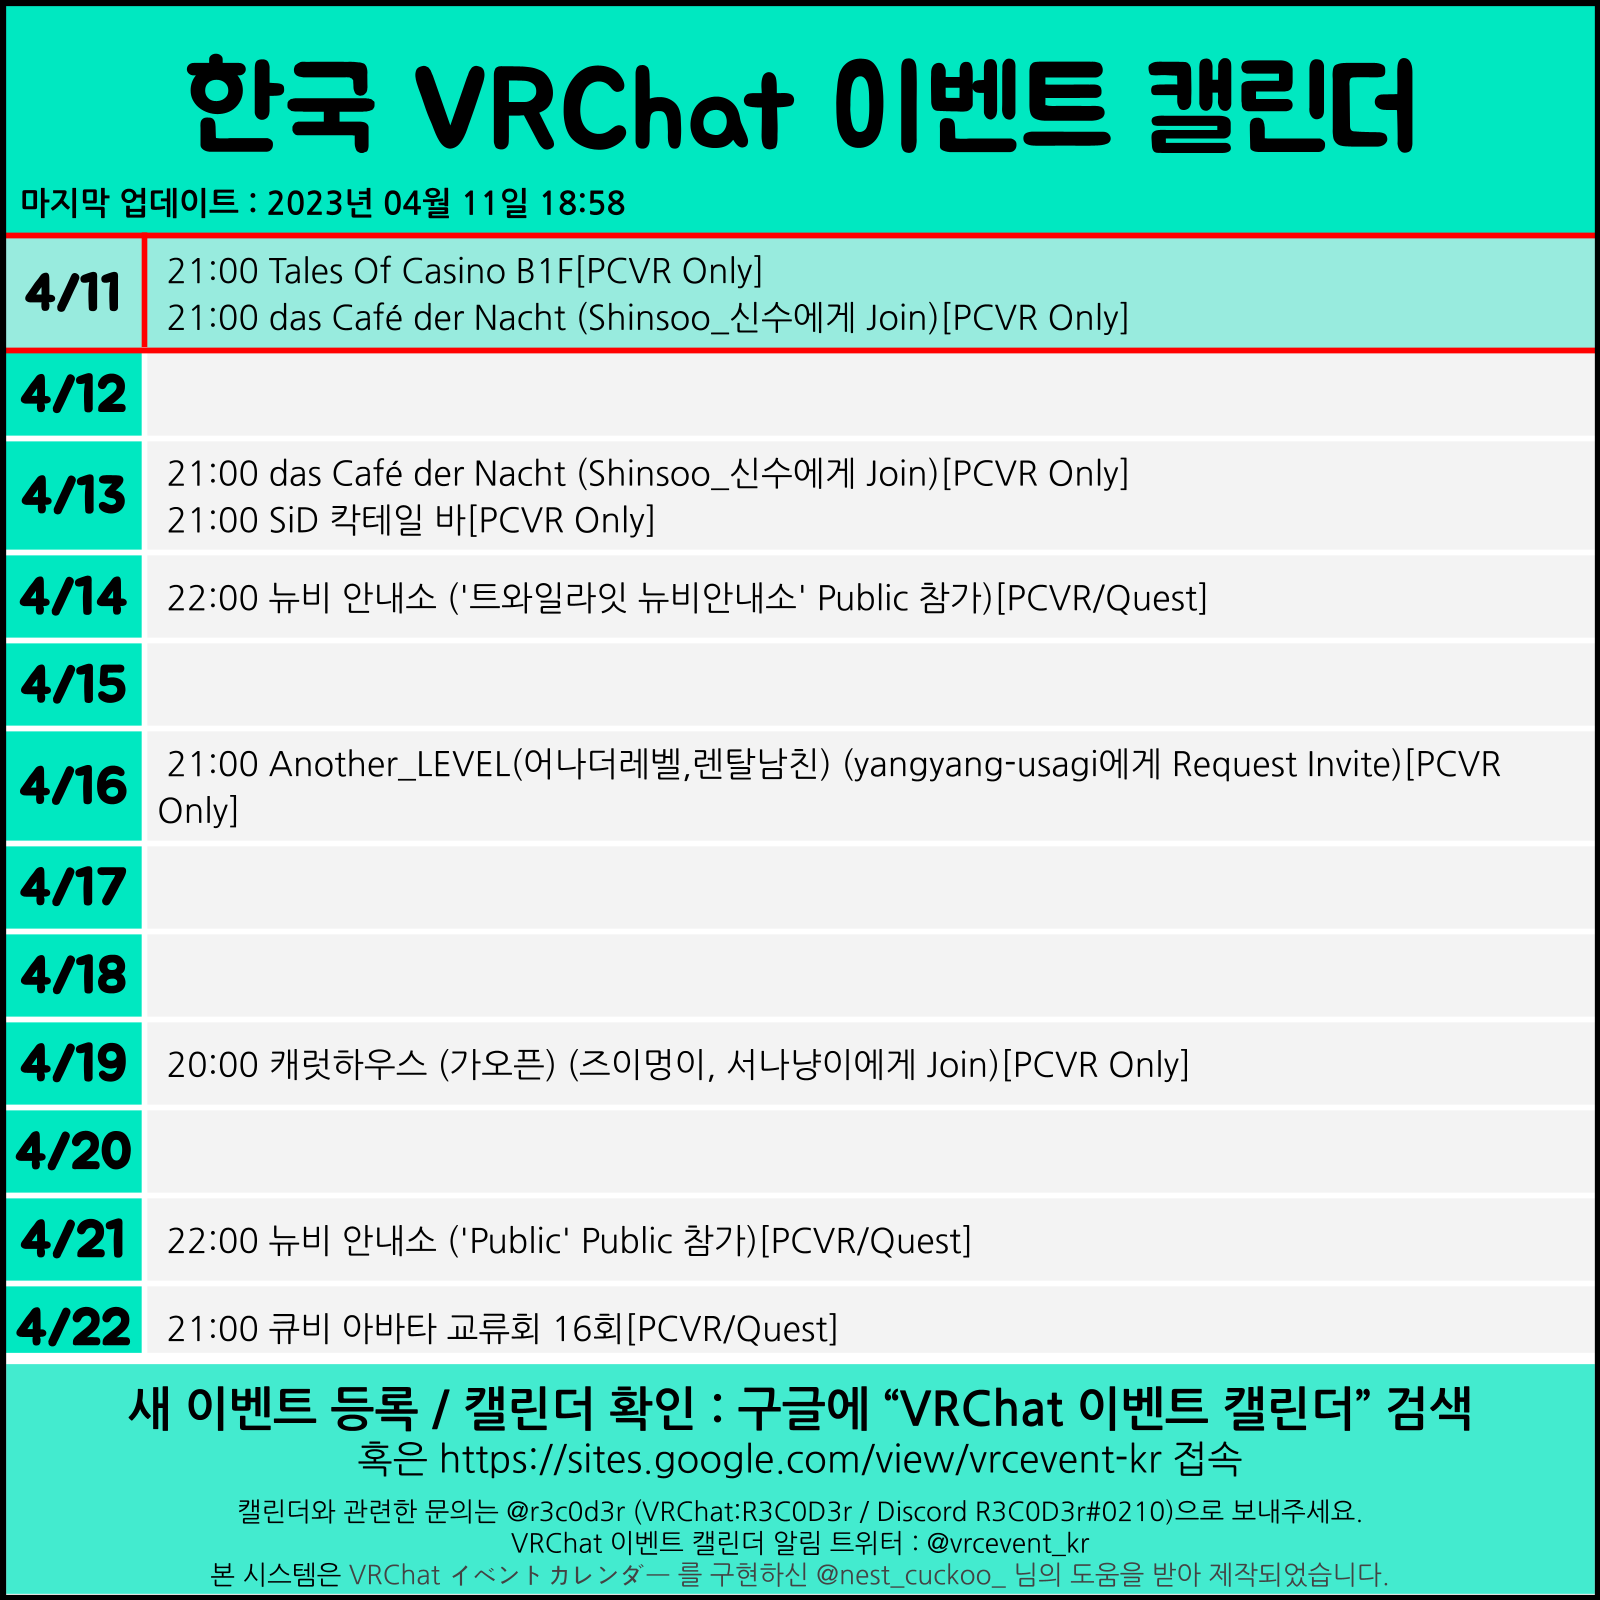 한국 VRChat 이벤트 캘린더
마지막 업데이트 : 2023년 04월 11일 18:58
4/11
21:00 Tales Of Casino B1F[PCVR Only]
21:00 das Café der Nacht (Shinsoo_신수에게 Join)[PCVR Only]
4/12
4/13
21:00 das Café der Nacht (Shinsoo_신수에게 Join)[PCVR Only]
21:00 SiD 칵테일 바[PCVR Only]
4/14
22:00 뉴비 안내소 ('트와일라잇 뉴비안내소' Public 참가)[PCVR/Quest]
4/15
4/16
21:00 Another_LEVEL(어나더레벨,렌탈남친) (yangyang-usagi에게 Request Invite)[PCVR
Only]
4/17
4/18
4/19
20:00 캐럿하우스 (가오픈) (즈이멍이, 서나냥이에게 Join)[PCVR Only]
4/20
4/21
22:00 뉴비 안내소 ('Public' Public 참가)[PCVR/Quest]
4/22
21:00 큐비 아바타 교류회 16회[PCVR/Quest]
새 이벤트 등록 / 캘린더 확인 : 구글에 “VRChat 이벤트 캘린더” 검색
혹은 https://sites.google.com/view/vrcevent-kr 접속
캘린더와 관련한 문의는 @r3c0d3r (VRChat:R3C0D3r / Discord R3C0D3r#0210)으로 보내주세요.
VRChat 이벤트 캘린더 알림 트위터 : @vrcevent_kr
본 시스템은 VRChat イベントカレンダー 를 구현하신 @nest_cuckoo_ 님의 도움을 받아 제작되었습니다.